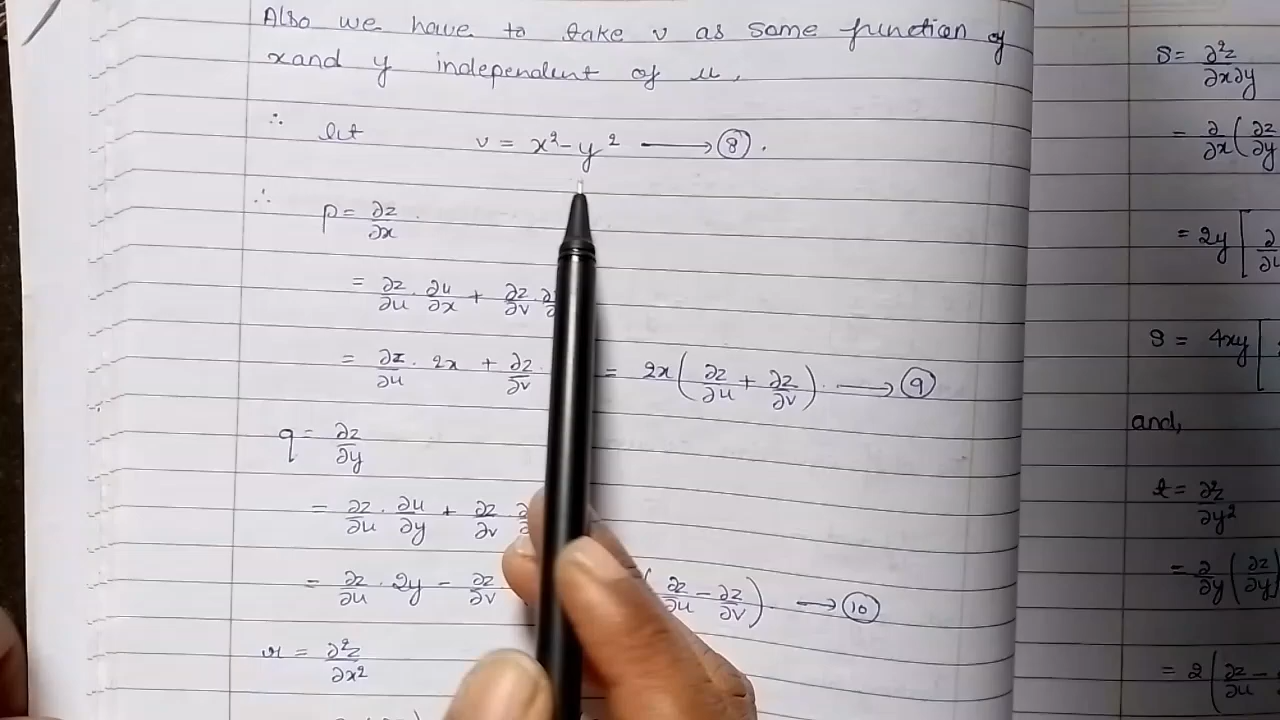 Also we have to take v as some function of
x and y independent of u.
∴ let v = x² - y² ⟶ (8).
∴ p = ∂z/∂x
= ∂z/∂u . ∂u/∂x + ∂z/∂v .
= ∂z/∂u . 2x + ∂z/∂v . = 2x(∂z/∂u + ∂z/∂v). ⟶ (9)
q = ∂z/∂y
= ∂z/∂u . ∂u/∂y + ∂z/∂v
= ∂z/∂u . 2y - ∂z/∂v (∂z/∂u - ∂z/∂v) ⟶ (10)
r = ∂²z/∂x²
s = ∂²z/∂x∂y
= ∂/∂x (∂z/∂y
= 2y [
s = 4xy [
and,
t = ∂²z/∂y²
= ∂/∂y (∂z/∂y)
= 2 (∂z/∂u -